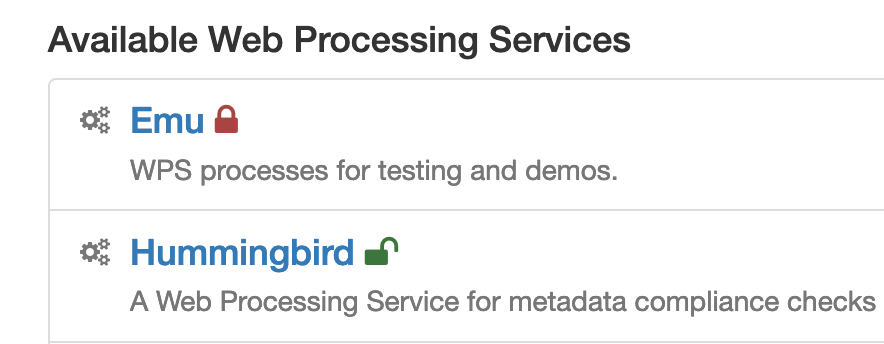 Available Web Processing Services
Emu
WPS processes for testing and demos.
Hummingbird
A Web Processing Service for metadata compliance checks